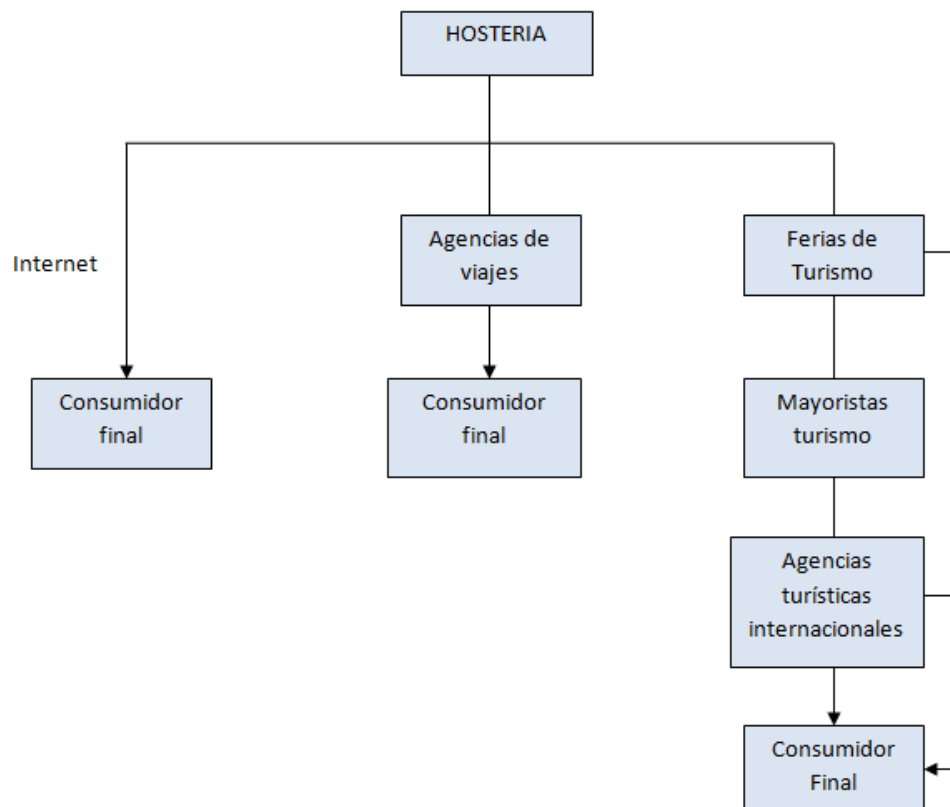 HOSTERIA
Internet
Agencias de
viajes
Ferias de
Turismo
Consumidor
final
Consumidor
final
Mayoristas
turismo
Agencias
turísticas
internacionales
Consumidor
Final